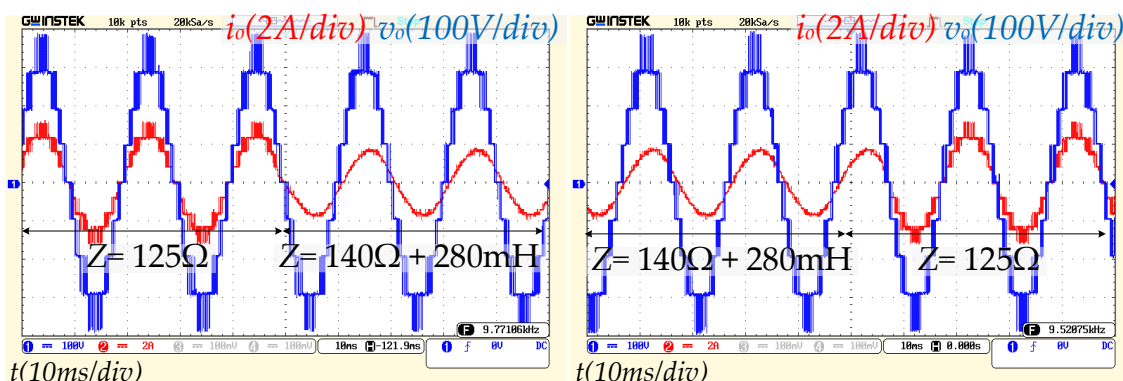 GWINSTEK 10k pts 20kSa/s
io(2A/div) vo(100V/div)
1
Z= 125Ω Z= 140Ω + 280mH
F 9.77106kHz
1 100V 2 2A 3 100mV 4 100mV 10ms H -121.9ms 1 0V DC
t(10ms/div)
GWINSTEK 10k pts 20kSa/s
io(2A/div) vo(100V/div)
1
Z= 140Ω + 280mH Z= 125Ω
F 9.52075kHz
1 100V 2 2A 3 100mV 4 100mV 10ms H 0.000s 1 0V DC
t(10ms/div)